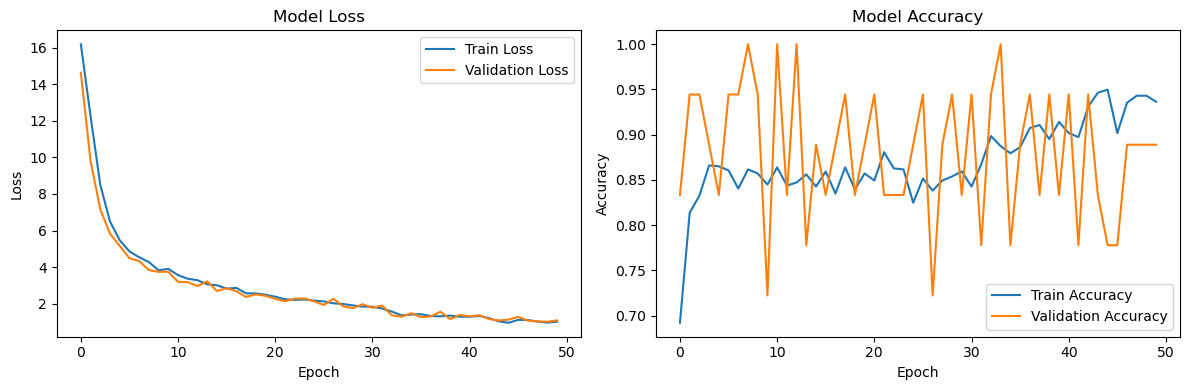 Model Loss
Loss
16
14
12
10
8
6
4
2
Train Loss
Validation Loss
0 10 20 30 40 50
Epoch
Model Accuracy
Accuracy
1.00
0.95
0.90
0.85
0.80
0.75
0.70
Train Accuracy
Validation Accuracy
0 10 20 30 40 50
Epoch